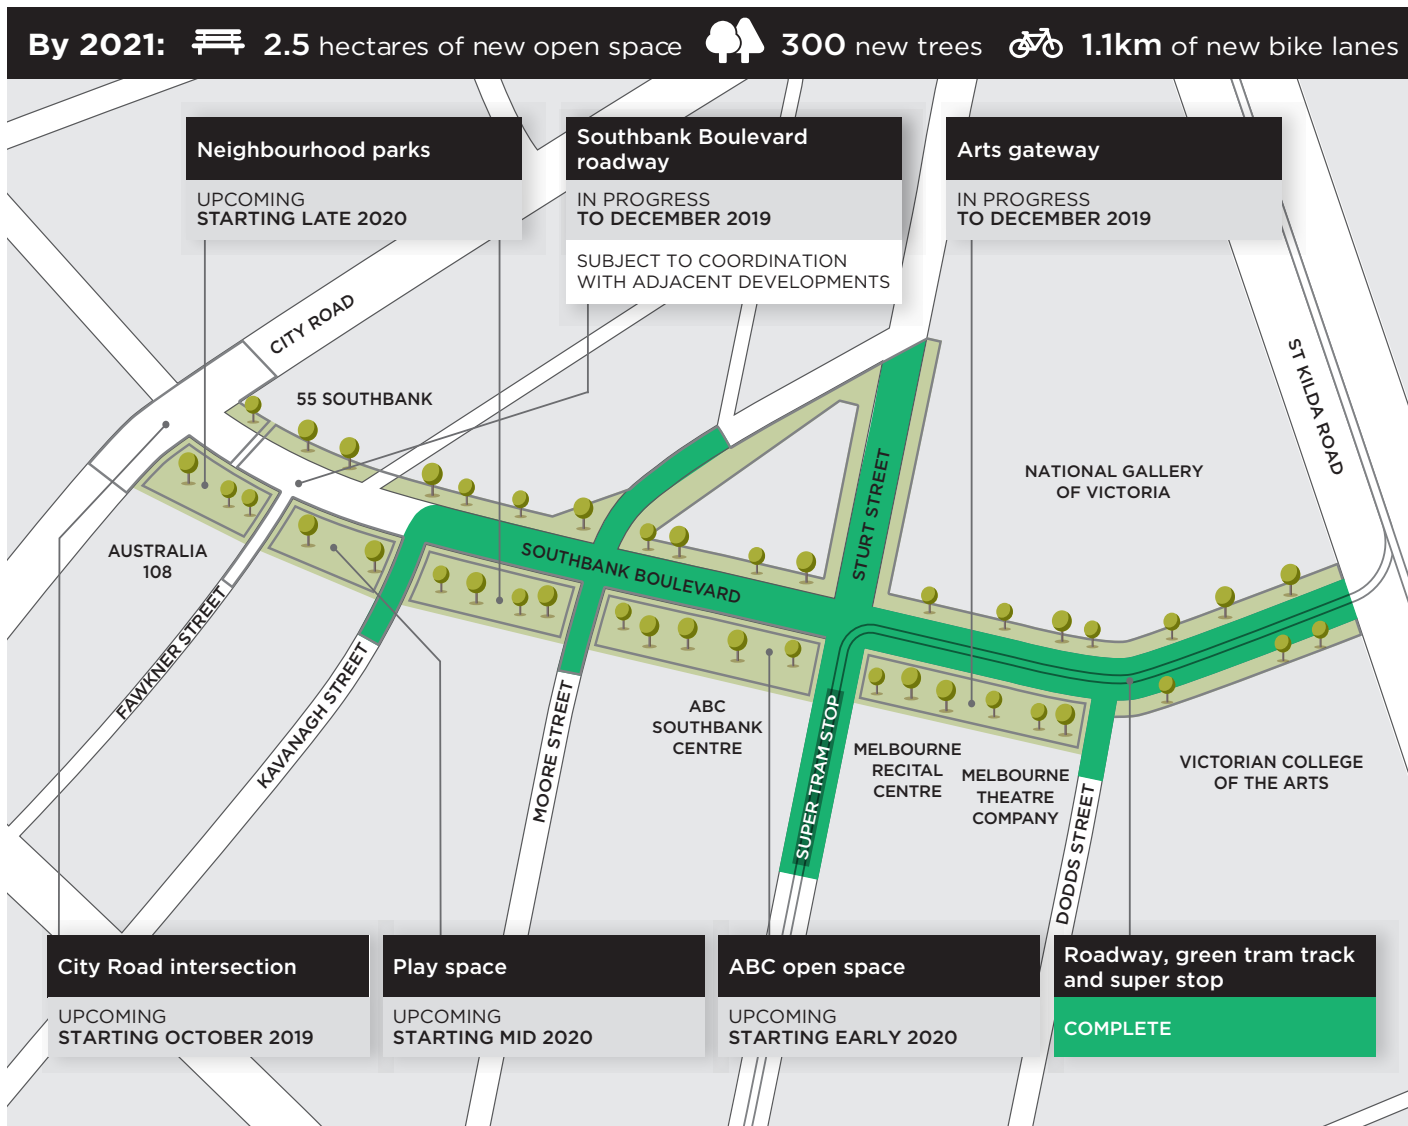 By 2021: 2.5 hectares of new open space 300 new trees 1.1km of new bike lanes
Neighbourhood parks
UPCOMING
STARTING LATE 2020
Southbank Boulevard
roadway
IN PROGRESS
TO DECEMBER 2019
SUBJECT TO COORDINATION
WITH ADJACENT DEVELOPMENTS
Arts gateway
IN PROGRESS
TO DECEMBER 2019
CITY ROAD
55 SOUTHBANK
ST KILDA ROAD
NATIONAL GALLERY
OF VICTORIA
STURT STREET
SOUTHBANK BOULEVARD
AUSTRALIA
108
FAWKNER STREET
KAVANAGH STREET
MOORE STREET
ABC
SOUTHBANK
CENTRE
SUPER TRAM STOP
MELBOURNE
RECITAL
CENTRE
MELBOURNE
THEATRE
COMPANY
DODDS STREET
VICTORIAN COLLEGE
OF THE ARTS
City Road intersection
UPCOMING
STARTING OCTOBER 2019
Play space
UPCOMING
STARTING MID 2020
ABC open space
UPCOMING
STARTING EARLY 2020
Roadway, green tram track
and super stop
COMPLETE